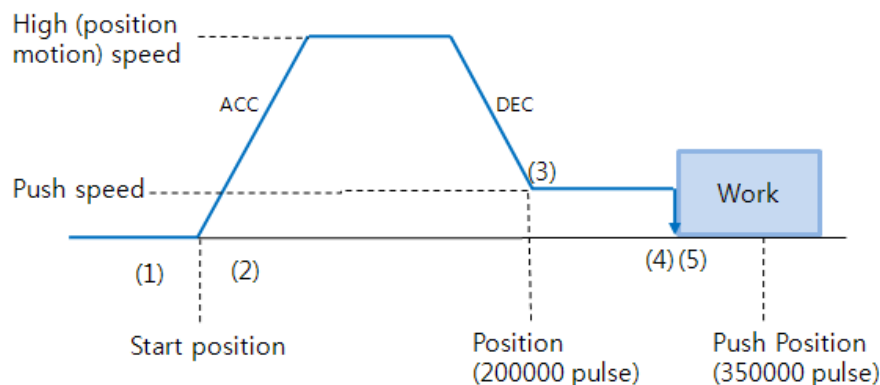 High (position
motion) speed
ACC
DEC
Push speed
(3)
Work
(1)
(2)
(4) (5)
Start position
Position
(200000 pulse)
Push Position
(350000 pulse)